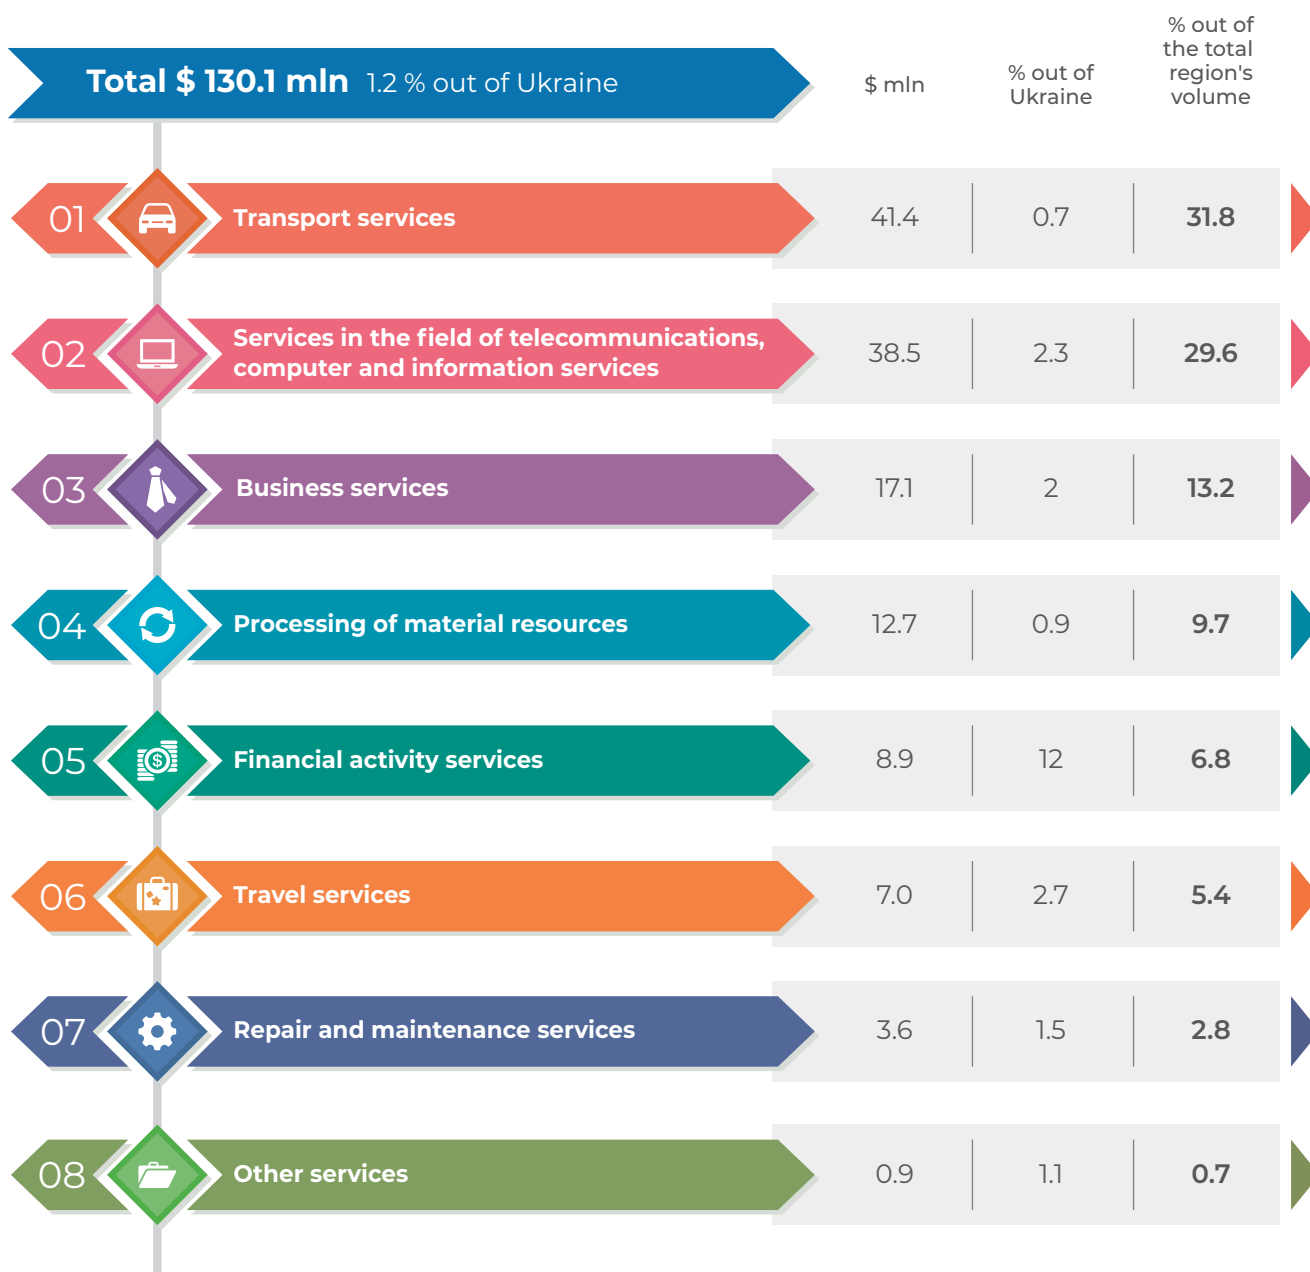 Total $ 130.1 mln 1.2 % out of Ukraine
$ mln
% out of
Ukraine
% out of
the total
region's
volume
01 Transport services 41.4 0.7 31.8
02 Services in the field of telecommunications,
computer and information services 38.5 2.3 29.6
03 Business services 17.1 2 13.2
04 Processing of material resources 12.7 0.9 9.7
05 $ Financial activity services 8.9 12 6.8
06 Travel services 7.0 2.7 5.4
07 Repair and maintenance services 3.6 1.5 2.8
08 Other services 0.9 1.1 0.7